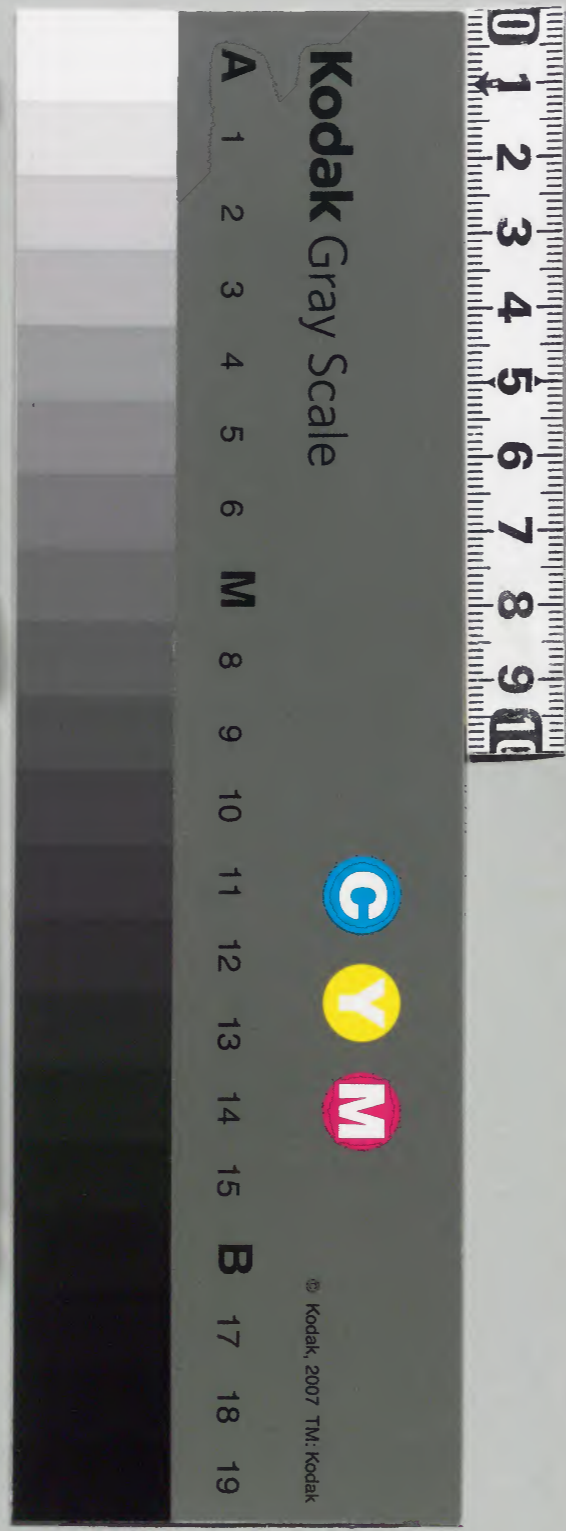 Kodak Gray Scale
A 1 2 3 4 5 6 M 8 9 10 11 12 13 14 15 B 17 18 19
C Y M
© Kodak, 2007 TM: Kodak
0 1 2 3 4 5 6 7 8 9 10